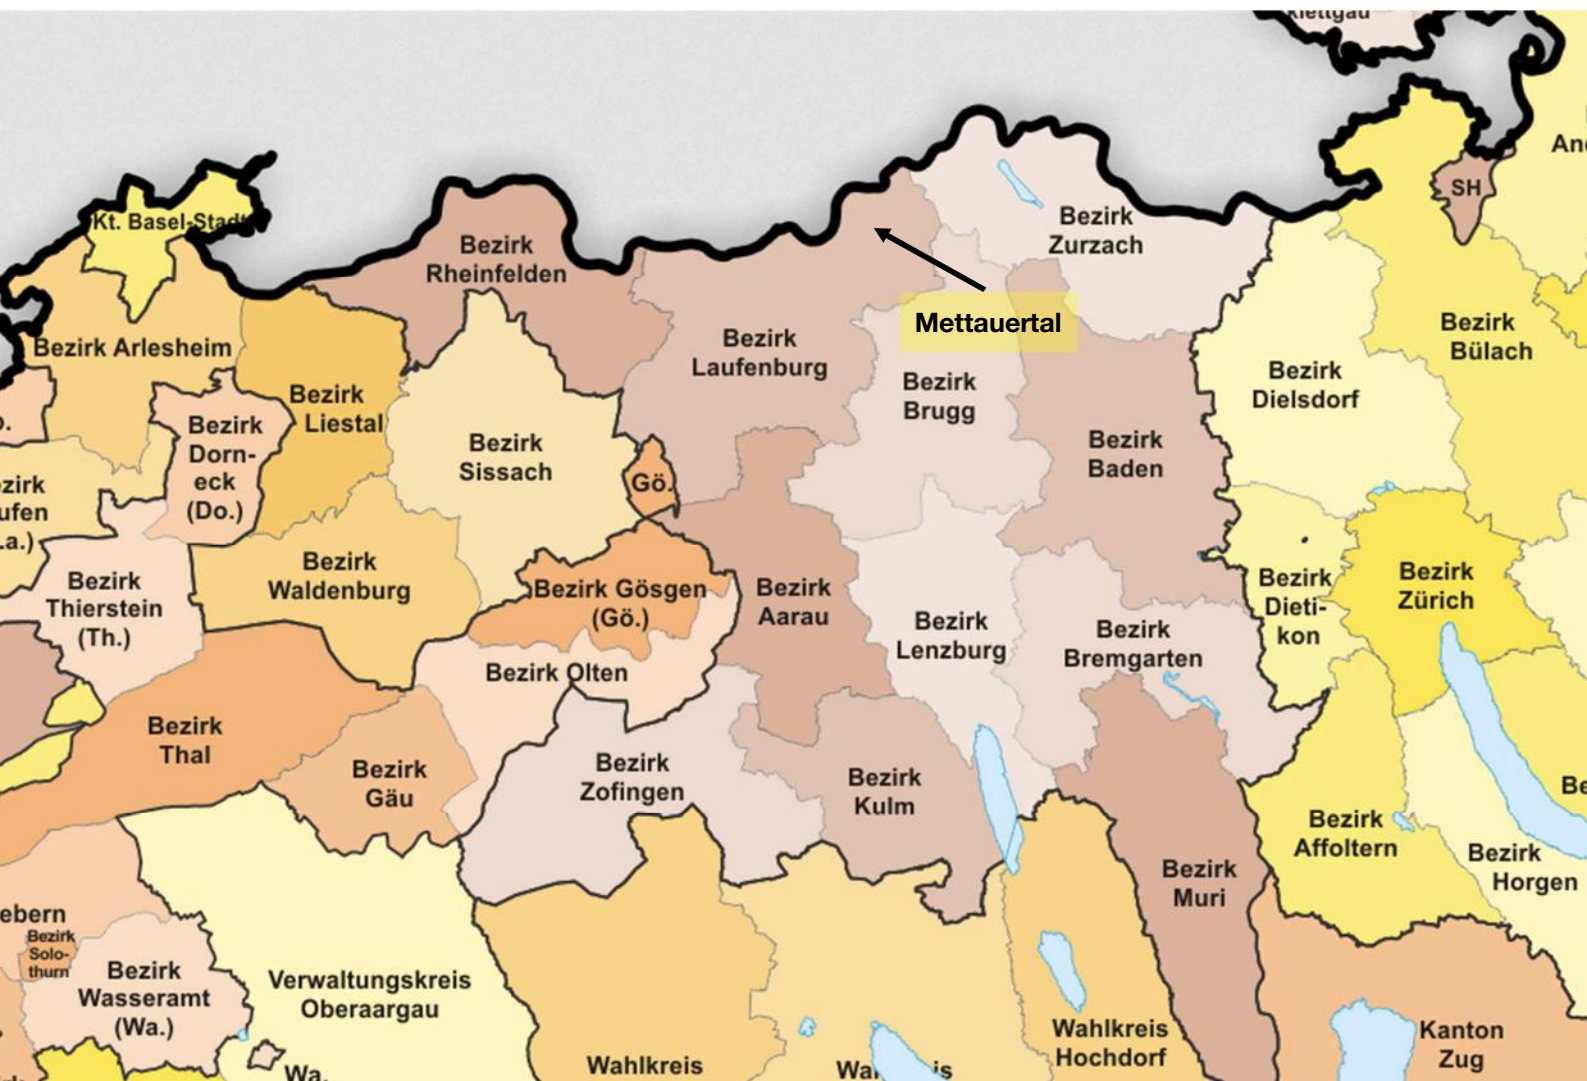 Klettgau
SH
Kt. Basel-Stadt
Bezirk
Rheinfelden
Bezirk
Zurzach
Mettauertal
Bezirk Arlesheim
Bezirk
Laufenburg
Bezirk
Brugg
Bezirk
Dielsdorf
Bezirk
Bülach
Bezirk
Liestal
Bezirk
Dorn-
eck
(Do.)
Bezirk
Sissach
Gö.
Bezirk
Baden
Bezirk
Thierstein
(Th.)
Bezirk
Waldenburg
Bezirk Gösgen
(Gö.)
Bezirk
Aarau
Bezirk
Lenzburg
Bezirk
Bremgarten
Bezirk
Dieti-
kon
Bezirk
Zürich
Bezirk Olten
Bezirk
Thal
Bezirk
Gäu
Bezirk
Zofingen
Bezirk
Kulm
Bezirk
Muri
Bezirk
Affoltern
Bezirk
Horgen
Bezirk
Solo-
thurn
Bezirk
Wasseramt
(Wa.)
Verwaltungskreis
Oberaargau
Wa.
Wahlkreis
Wahlkreis
Hochdorf
Kanton
Zug